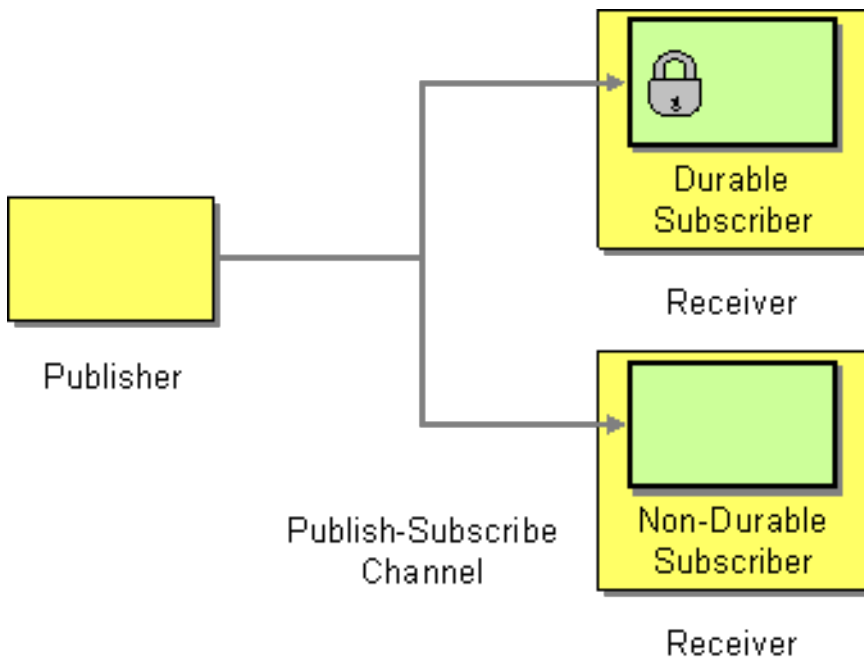 Durable
Subscriber
Receiver
Publisher
Publish-Subscribe
Channel
Non-Durable
Subscriber
Receiver